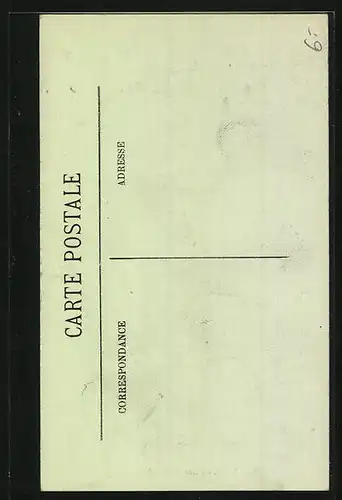 CARTE POSTALE
CORRESPONDANCE
ADRESSE
6.-